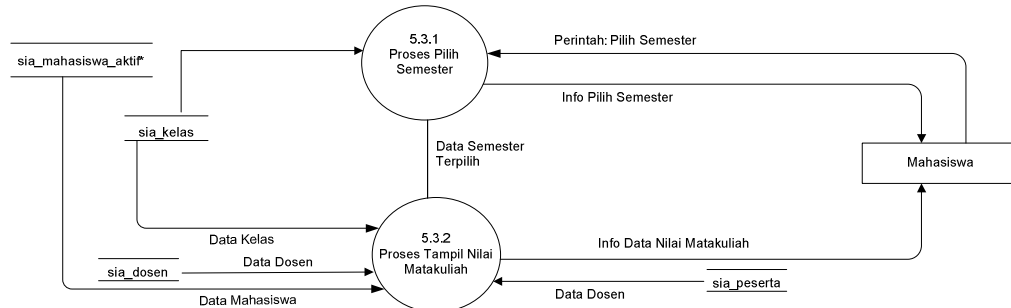 5.3.1
Proses Pilih
Semester
Perintah: Pilih Semester
sia_mahasiswa_aktif*
Info Pilih Semester
sia_kelas
Data Semester
Terpilih
Mahasiswa
5.3.2
Proses Tampil Nilai
Matakuliah
Data Kelas
Info Data Nilai Matakuliah
Data Dosen
sia_dosen
sia_peserta
Data Dosen
Data Mahasiswa